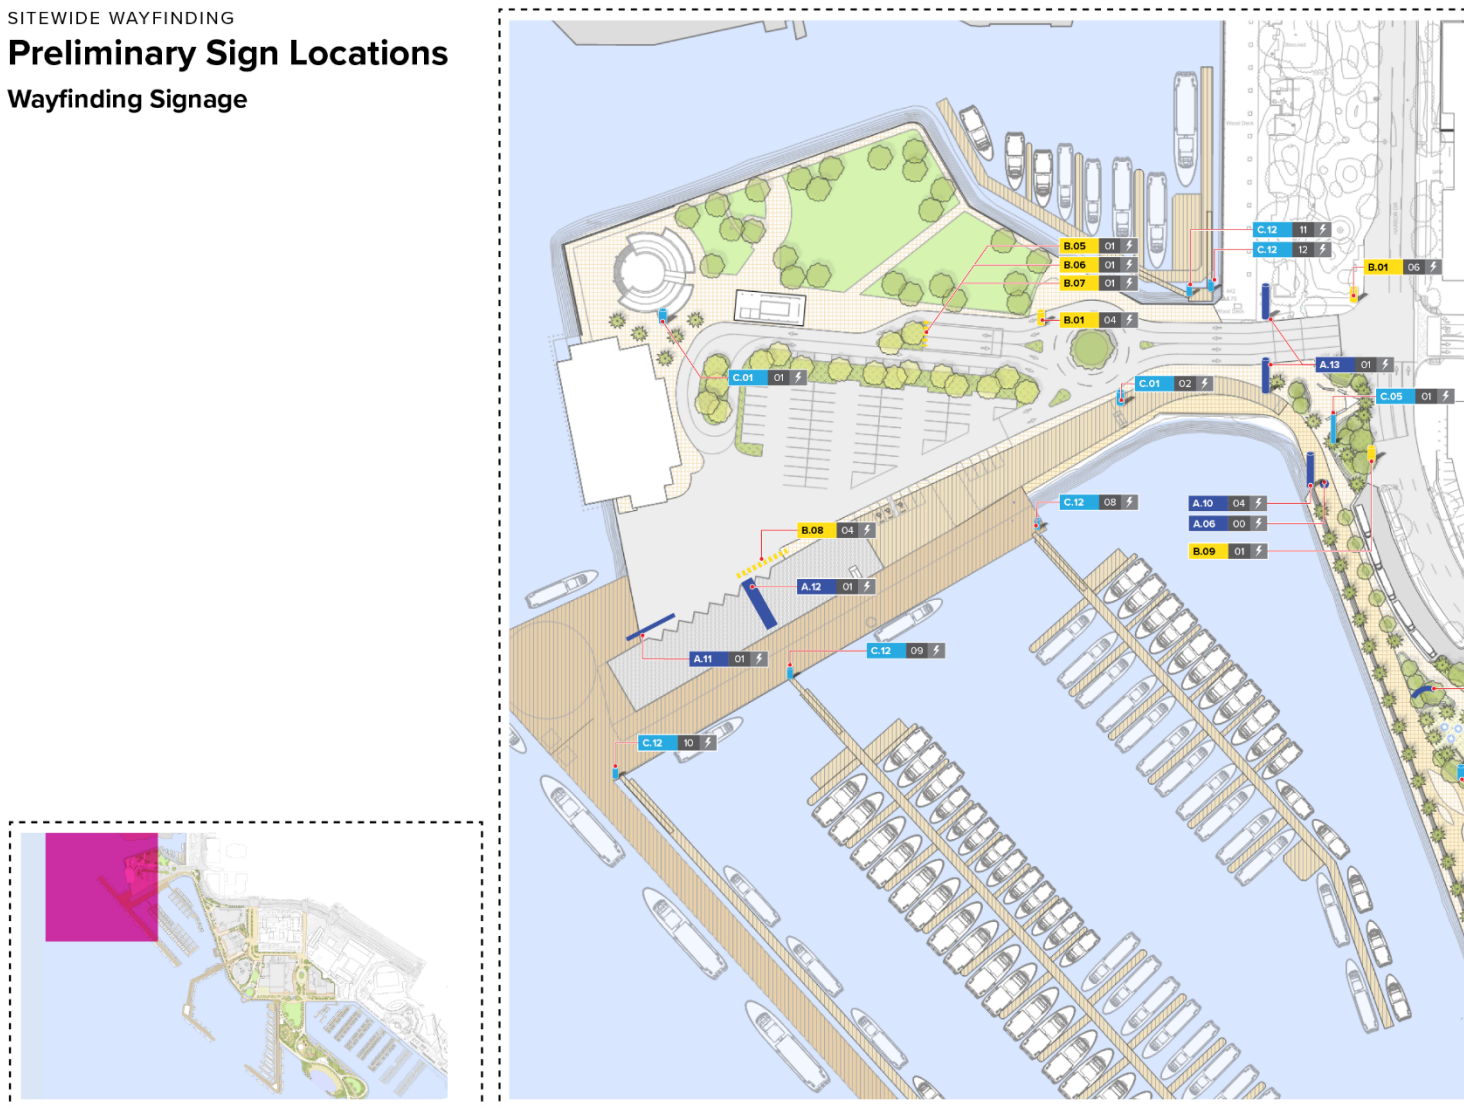 SITEWIDE WAYFINDING
Preliminary Sign Locations
Wayfinding Signage
C.12 11
C.12 12
B.05 01
B.06 01
B.07 01
B.01 06
B.01 04
A.13 01
C.01 01
C.01 02
C.05 01
C.12 08
A.10 04
A.06 00
B.09 01
B.08 04
A.12 01
C.12 09
A.11 01
C.12 10